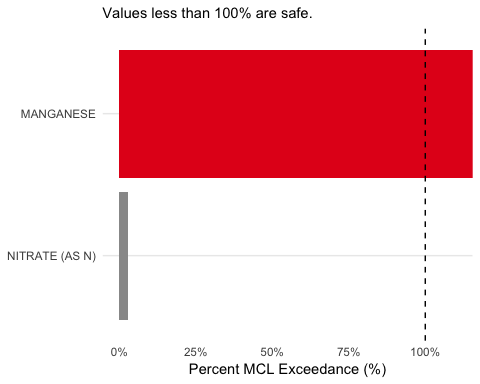 Values less than 100% are safe.
MANGANESE
NITRATE (AS N)
0% 25% 50% 75% 100%
Percent MCL Exceedance (%)